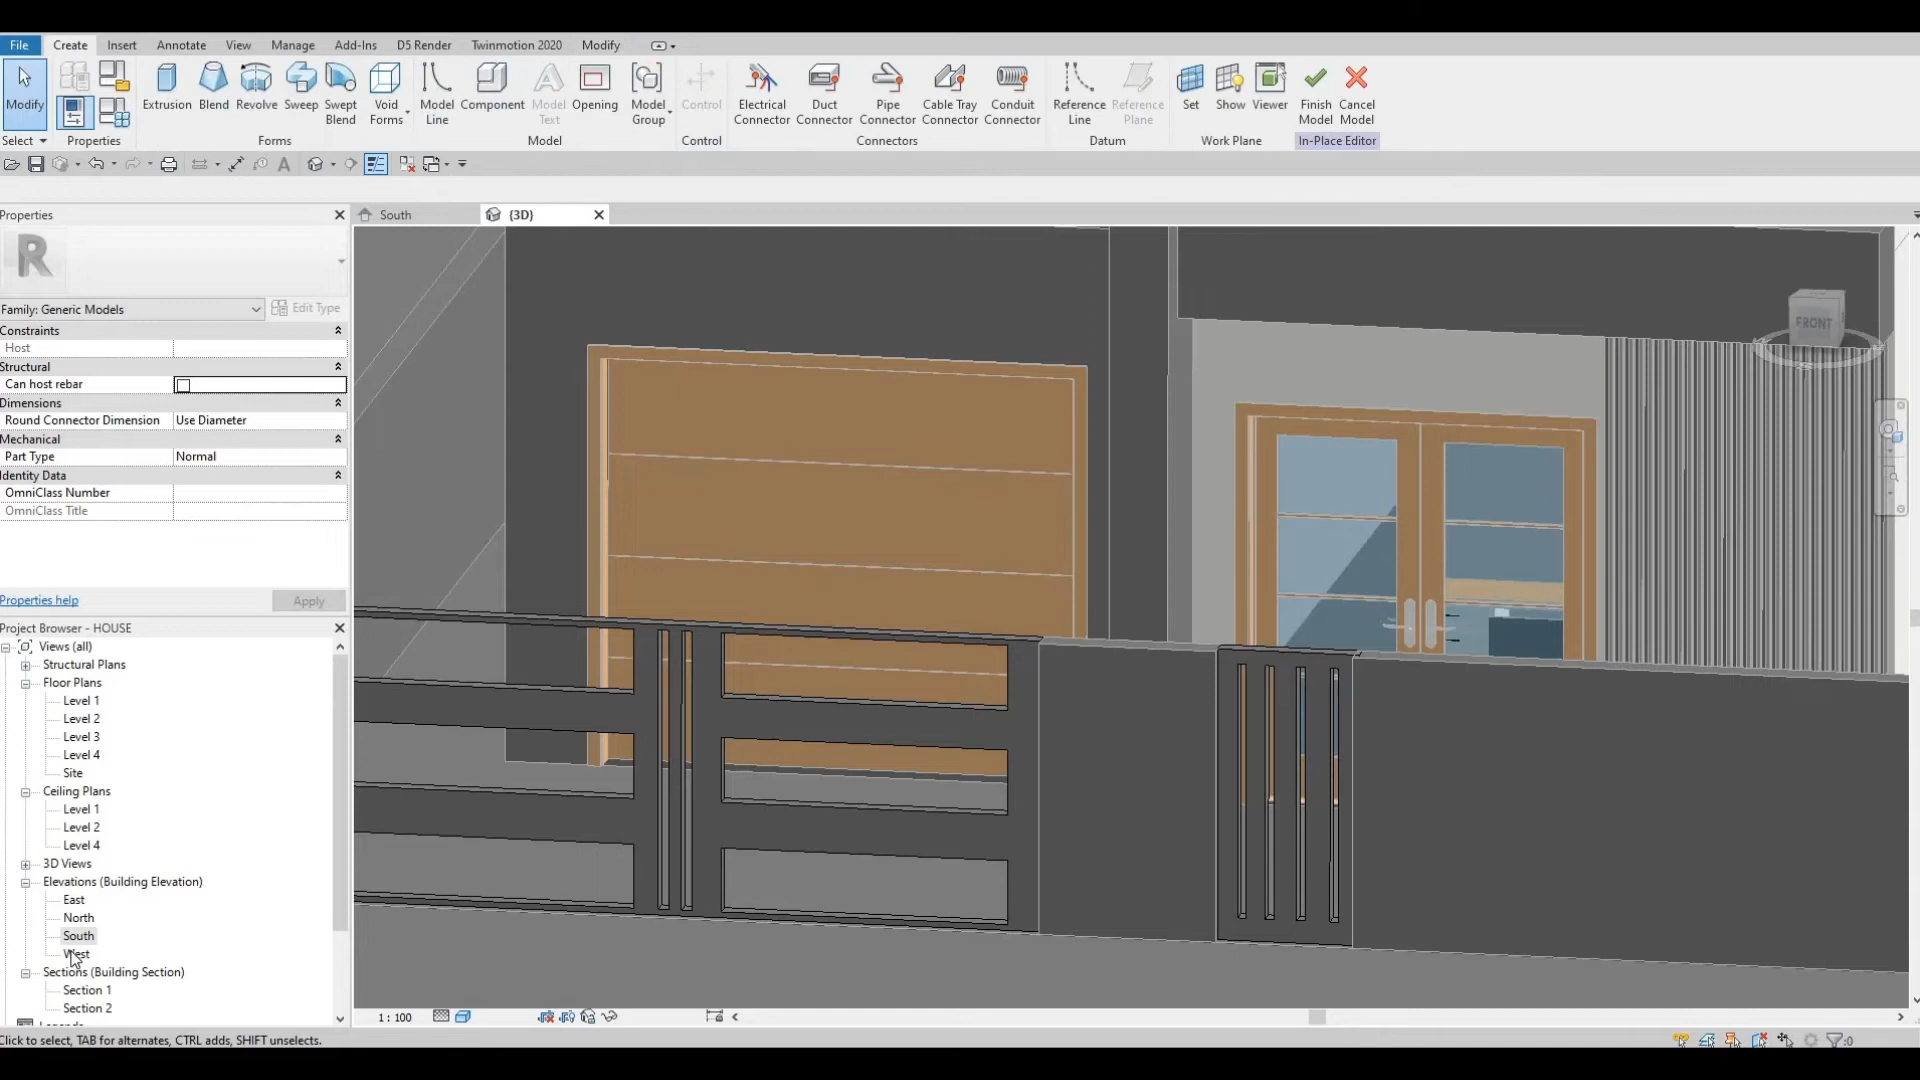 File Create Insert Annotate View Manage Add-Ins D5 Render Twinmotion 2020 Modify
Modify Extrusion Blend Revolve Sweep Swept Blend Void Forms Model Line Component Model Text Opening Model Group Control Electrical Connector Duct Connector Pipe Connector Cable Tray Connector Conduit Connector Reference Line Reference Plane Set Show Viewer Finish Model Cancel Model
Select Properties Forms Model Control Connectors Datum Work Plane In-Place Editor
Properties
South {3D}
R
Family: Generic Models Edit Type
Constraints
Host
Structural
Can host rebar
Dimensions
Round Connector Dimension Use Diameter
Mechanical
Part Type Normal
Identity Data
OmniClass Number
OmniClass Title
Properties help Apply
Project Browser - HOUSE
Views (all)
Structural Plans
Floor Plans
Level 1
Level 2
Level 3
Level 4
Site
Ceiling Plans
Level 1
Level 2
Level 4
3D Views
Elevations (Building Elevation)
East
North
South
West
Sections (Building Section)
Section 1
Section 2
FRONT
1 : 100
Click to select, TAB for alternates, CTRL adds, SHIFT unselects.
:0